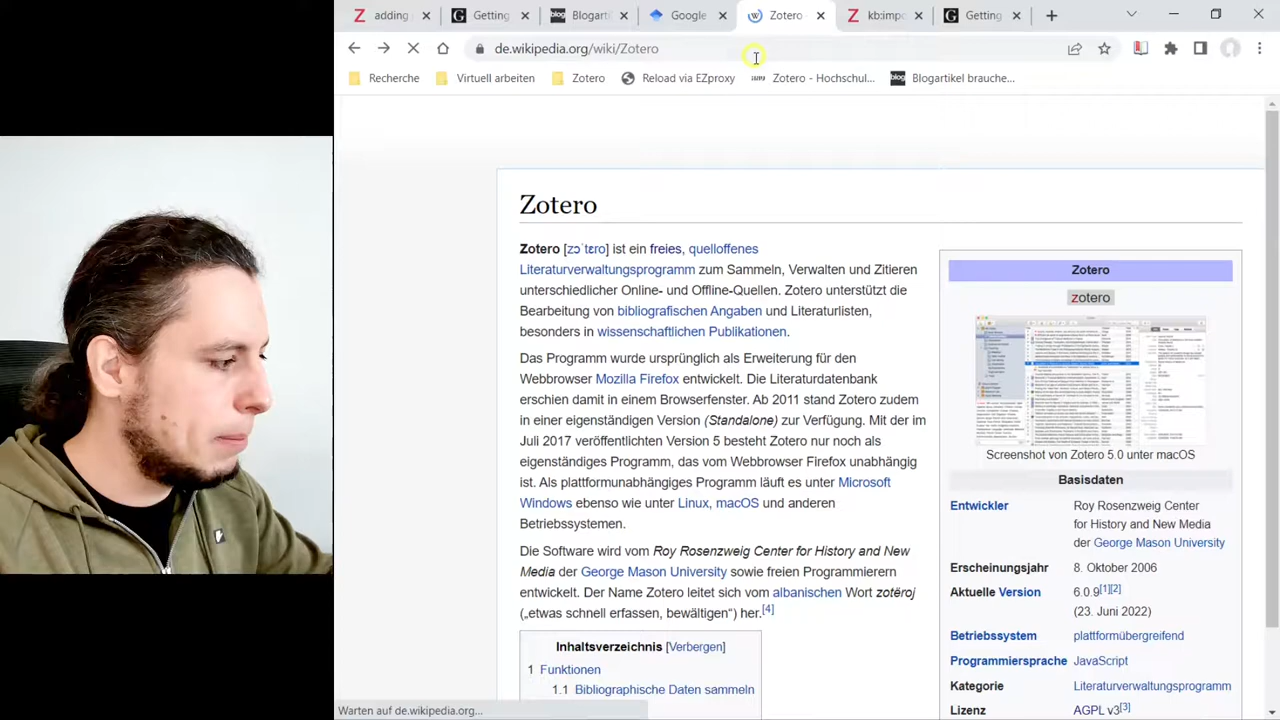 adding
Getting
Blogarti
Google
Zotero
kb:impc
Getting
de.wikipedia.org/wiki/Zotero
Recherche
Virtuell arbeiten
Zotero
Reload via EZproxy
Zotero - Hochschul...
Blogartikel brauche...
Zotero
Zotero [zɔˈtɛro] ist ein freies, quelloffenes
Literaturverwaltungsprogramm zum Sammeln, Verwalten und Zitieren
unterschiedlicher Online- und Offline-Quellen. Zotero unterstützt die
Bearbeitung von bibliografischen Angaben und Literaturlisten,
besonders in wissenschaftlichen Publikationen.
Das Programm wurde ursprünglich als Erweiterung für den
Webbrowser Mozilla Firefox entwickelt. Die Literaturdatenbank
erschien damit in einem Browserfenster. Ab 2011 stand Zotero zudem
in einer eigenständigen Version (Standalone) zur Verfügung. Mit der im
Juli 2017 veröffentlichten Version 5 besteht Zotero nur noch als
eigenständiges Programm, das vom Webbrowser Firefox unabhängig
ist. Als plattformunabhängiges Programm läuft es unter Microsoft
Windows ebenso wie unter Linux, macOS und anderen
Betriebssystemen.
Die Software wird vom Roy Rosenzweig Center for History and New
Media der George Mason University sowie freien Programmierern
entwickelt. Der Name Zotero leitet sich vom albanischen Wort zotëroj
(„etwas schnell erfassen, bewältigen“) her.[4]
Inhaltsverzeichnis [Verbergen]
1 Funktionen
1.1 Bibliographische Daten sammeln
Zotero
zotero
Screenshot von Zotero 5.0 unter macOS
Basisdaten
Entwickler Roy Rosenzweig Center
for History and New Media
der George Mason University
Erscheinungsjahr 8. Oktober 2006
Aktuelle Version 6.0.9[1][2]
(23. Juni 2022)
Betriebssystem plattformübergreifend
Programmiersprache JavaScript
Kategorie Literaturverwaltungsprogramm
Lizenz AGPL v3[3]
Warten auf de.wikipedia.org...